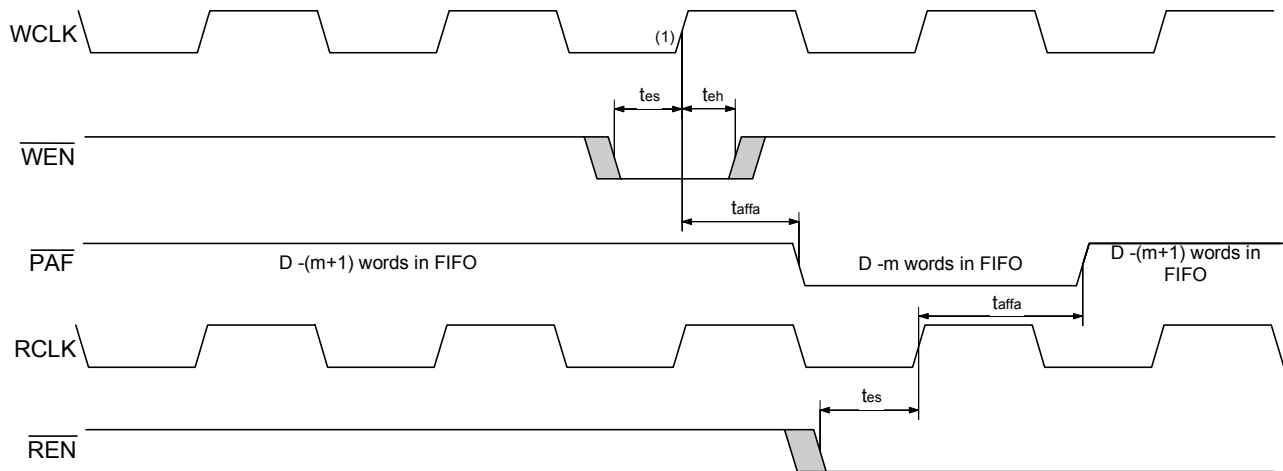 WCLK
(1)
tes
teh
WEN
taffa
PAF
D -(m+1) words in FIFO
D -m words in FIFO
D -(m+1) words in
FIFO
taffa
RCLK
tes
REN